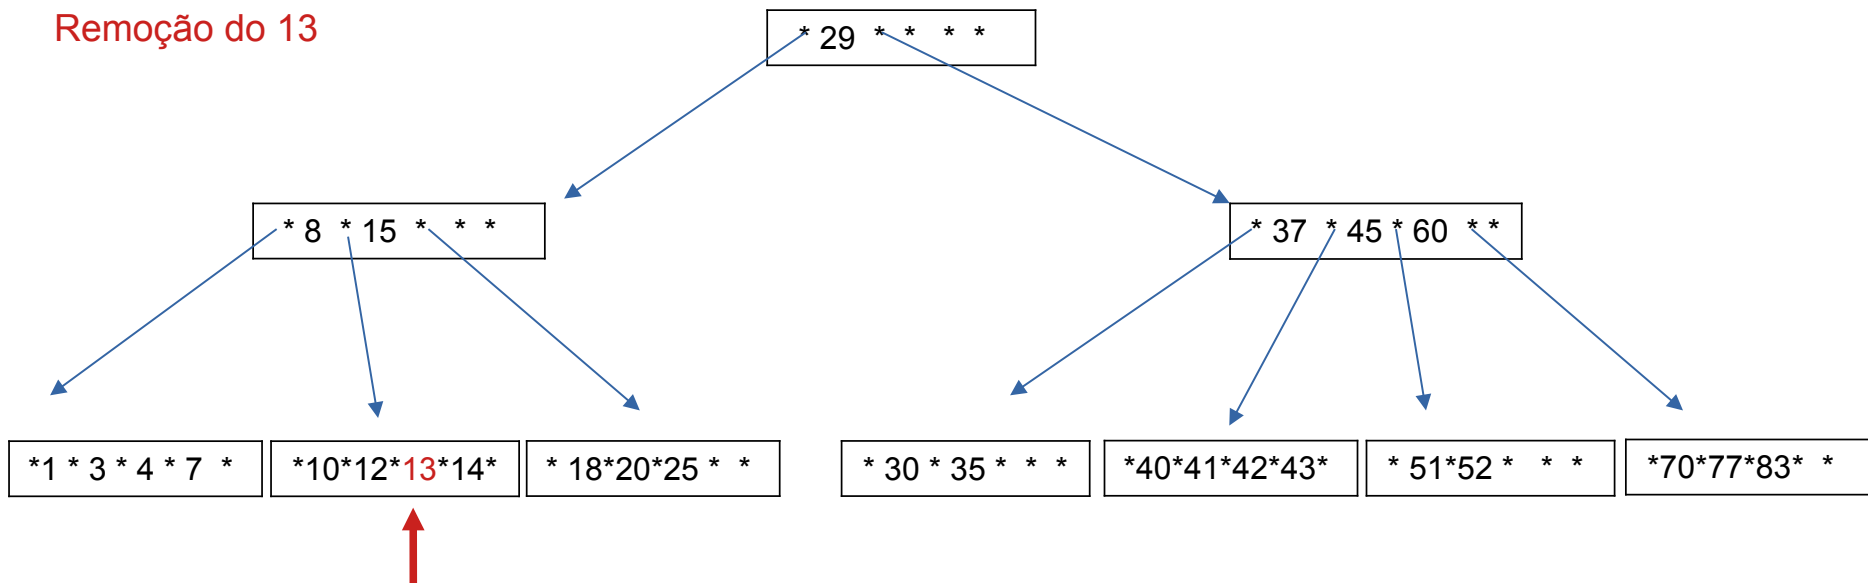 Remoção do 13
* 29 * * * *
* 8 * 15 * * *
* 37 * 45 * 60 * *
*1 * 3 * 4 * 7 *
*10*12*13*14*
* 18*20*25 * *
* 30 * 35 * * *
*40*41*42*43*
* 51*52 * * *
*70*77*83* *